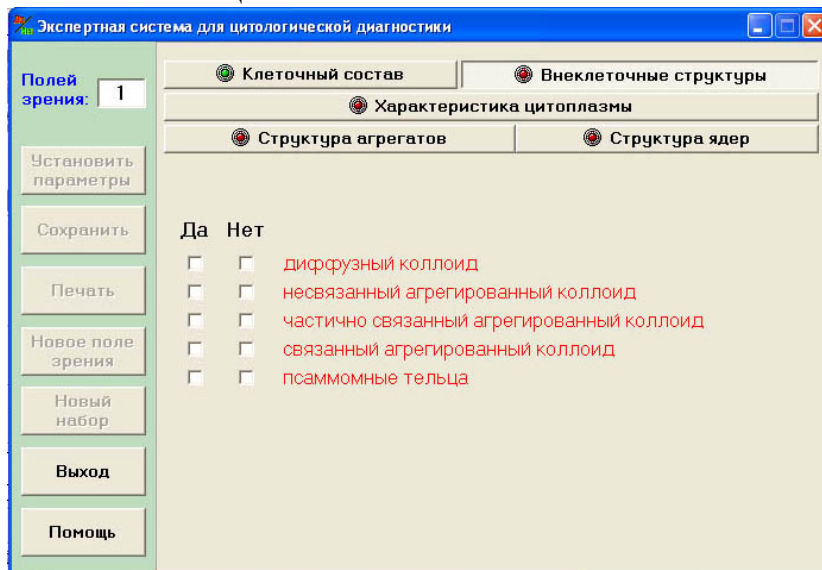 Экспертная система для цитологической диагностики
Полей
зрения: 1
Клеточный состав
Внеклеточные структуры
Характеристика цитоплазмы
Структура агрегатов
Структура ядер
Установить
параметры
Сохранить
Печать
Новое поле
зрения
Новый
набор
Выход
Помощь
Да Нет
диффузный коллоид
несвязанный агрегированный коллоид
частично связанный агрегированный коллоид
связанный агрегированный коллоид
псаммомные тельца